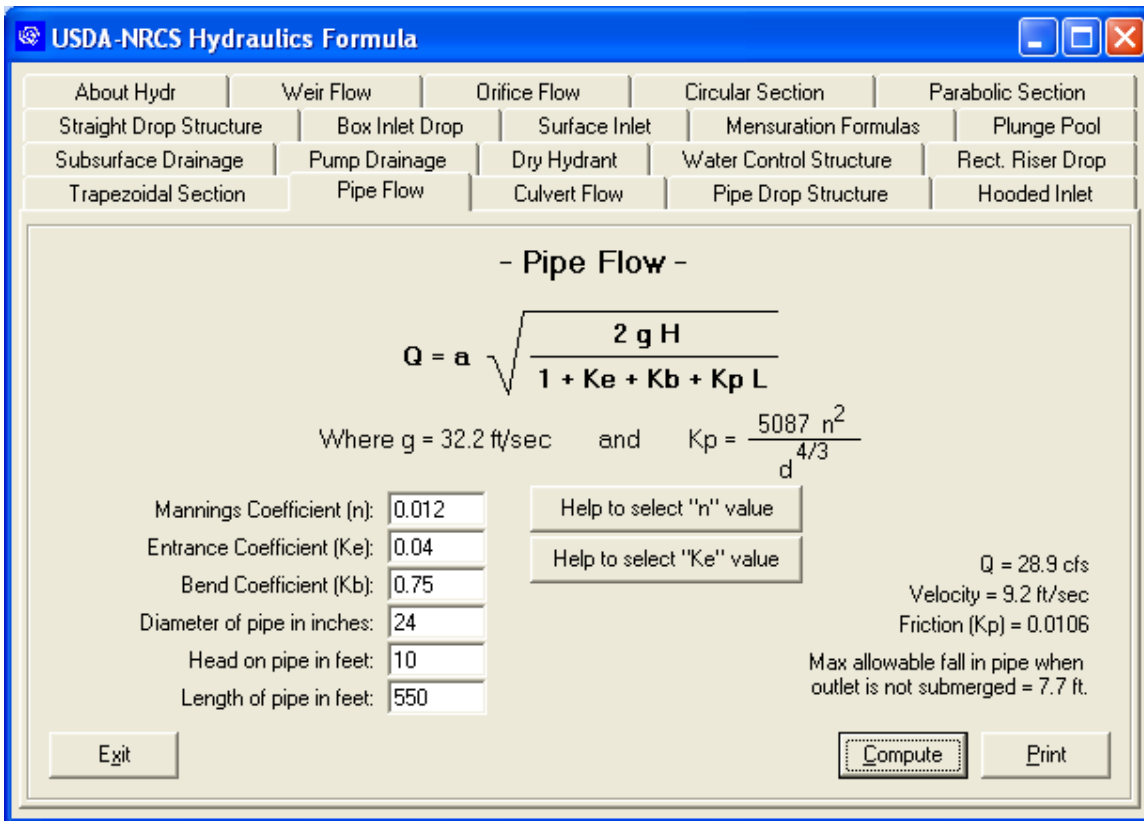 USDA-NRCS Hydraulics Formula
About Hydr Weir Flow Orifice Flow Circular Section Parabolic Section
Straight Drop Structure Box Inlet Drop Surface Inlet Mensuration Formulas Plunge Pool
Subsurface Drainage Pump Drainage Dry Hydrant Water Control Structure Rect. Riser Drop
Trapezoidal Section Pipe Flow Culvert Flow Pipe Drop Structure Hooded Inlet
- Pipe Flow -
Q = a √ 2 g H / 1 + Ke + Kb + Kp L
Where g = 32.2 ft/sec and Kp = 5087 n² / d^4/3
Mannings Coefficient (n): 0.012 Help to select "n" value
Entrance Coefficient (Ke): 0.04 Help to select "Ke" value
Bend Coefficient (Kb): 0.75
Diameter of pipe in inches: 24
Head on pipe in feet: 10
Length of pipe in feet: 550
Q = 28.9 cfs
Velocity = 9.2 ft/sec
Friction (Kp) = 0.0106
Max allowable fall in pipe when
outlet is not submerged = 7.7 ft.
Exit Compute Print